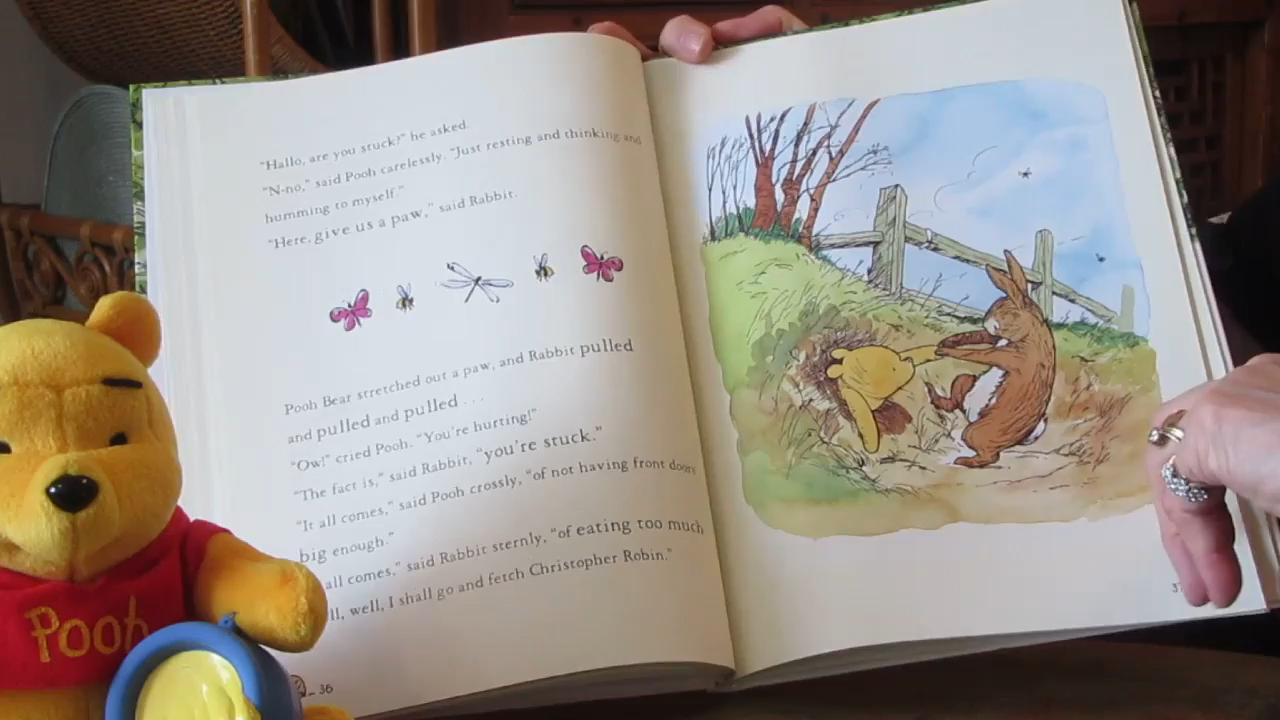 "Hallo, are you stuck?" he asked.
"N-no," said Pooh carelessly. "Just resting and thinking and
humming to myself."
"Here, give us a paw," said Rabbit.
Pooh Bear stretched out a paw, and Rabbit pulled
and pulled and pulled . . .
"Ow!" cried Pooh. "You're hurting!"
"The fact is," said Rabbit, "you're stuck."
"It all comes," said Pooh crossly, "of not having front doors
big enough."
all comes," said Rabbit sternly, "of eating too much
well, I shall go and fetch Christopher Robin."
36
Pooh